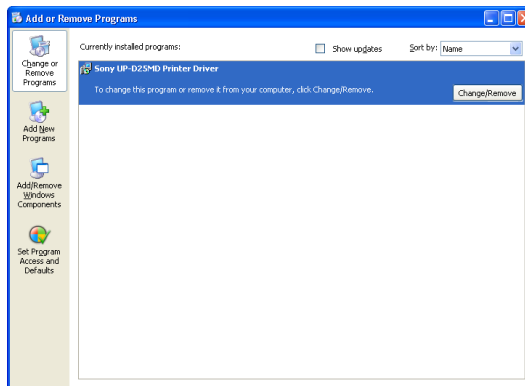 Add or Remove Programs
Change or
Remove
Programs
Currently installed programs:
Show updates
Sort by:
Name
Sony UP-D25MD Printer Driver
To change this program or remove it from your computer, click Change/Remove.
Change/Remove
Add New
Programs
Add/Remove
Windows
Components
Set Program
Access and
Defaults